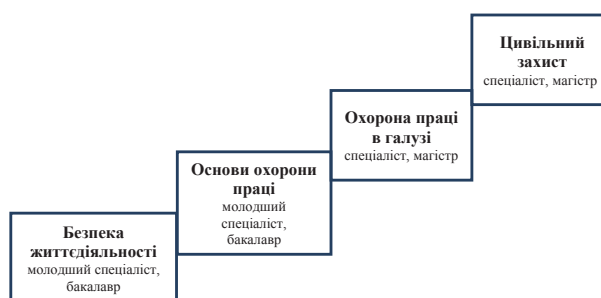 Цивільний
захист
спеціаліст, магістр
Охорона праці
в галузі
спеціаліст, магістр
Основи охорони
праці
молодший
спеціаліст,
бакалавр
Безпека
життєдіяльності
молодший спеціаліст,
бакалавр